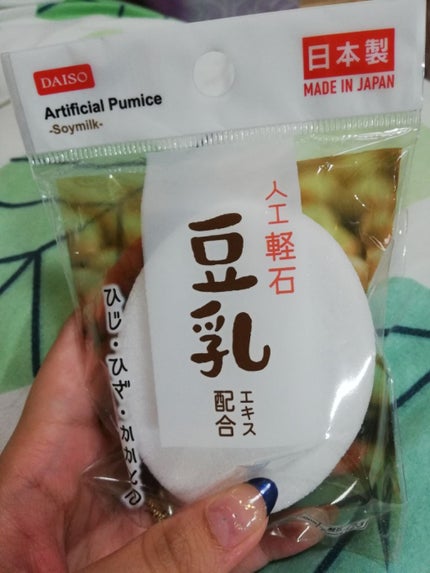 DAISO
Artificial Pumice
-Soymilk-
日本製
MADE IN JAPAN
人工軽石
豆乳
エキス
配合
ひじ・ひざ・かかと用